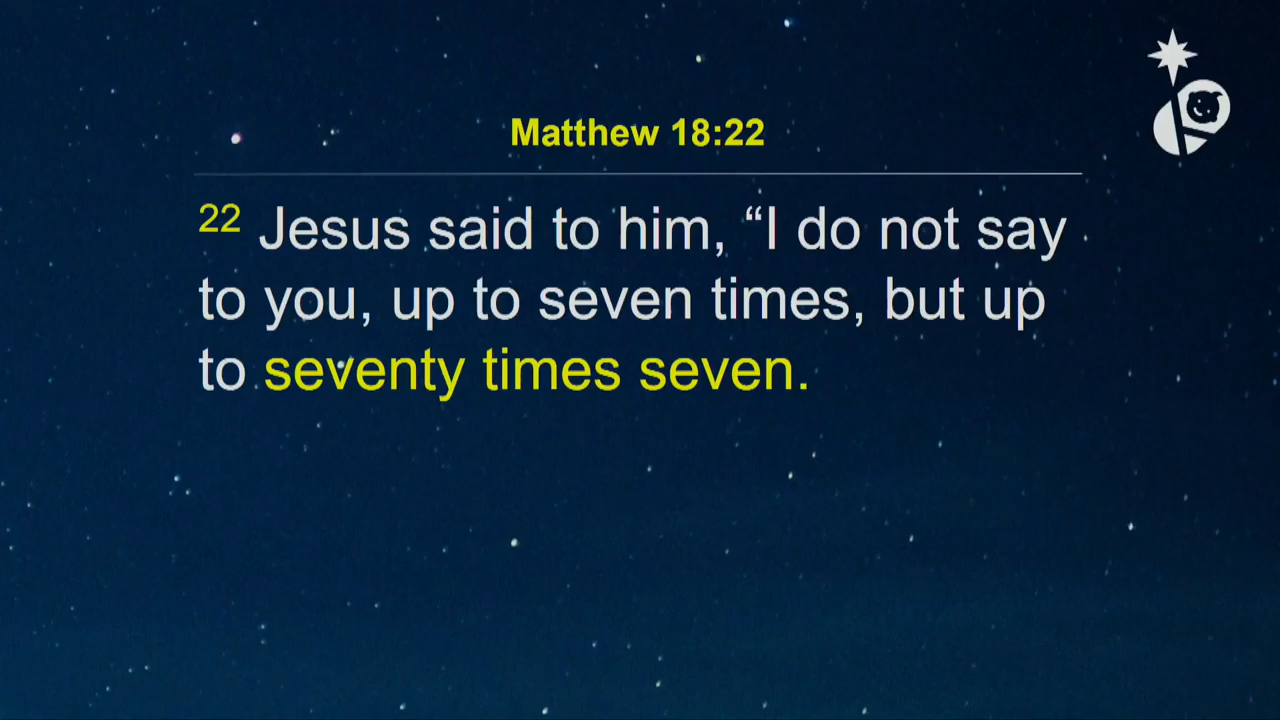 Matthew 18:22
22 Jesus said to him, “I do not say
to you, up to seven times, but up
to seventy times seven.